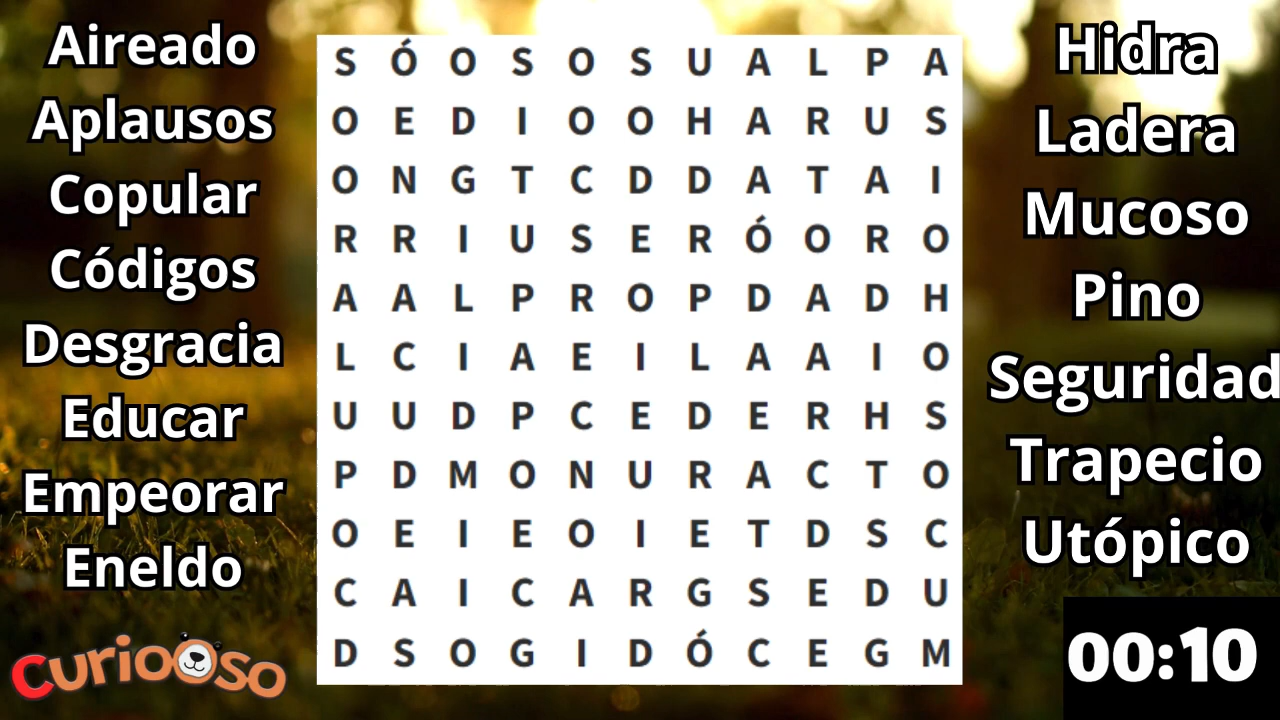 Aireado
Aplausos
Copular
Códigos
Desgracia
Educar
Empeorar
Eneldo
S Ó O S O S U A L P A
O E D I O O H A R U S
O N G T C D D A T A I
R R I U S E R Ó O R O
A A L P R O P D A D H
L C I A E I L A A I O
U U D P C E D E R H S
P D M O N U R A C T O
O E I E O I E T D S C
C A I C A R G S E D U
D S O G I D Ó C E G M
Hidra
Ladera
Mucoso
Pino
Seguridad
Trapecio
Utópico
curiooso
00:10